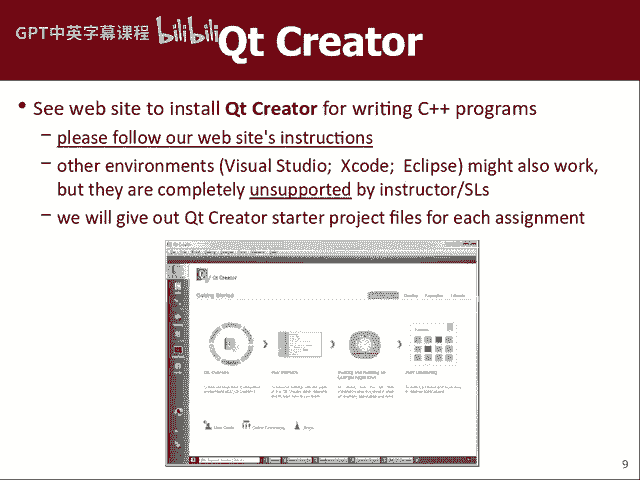 GPT中英字幕课程 bilibili
Qt Creator
• See web site to install Qt Creator for writing C++ programs
– please follow our web site's instructions
– other environments (Visual Studio; Xcode; Eclipse) might also work,
but they are completely unsupported by instructor/SLs
– we will give out Qt Creator starter project files for each assignment
Qt Creator
Getting Started
9